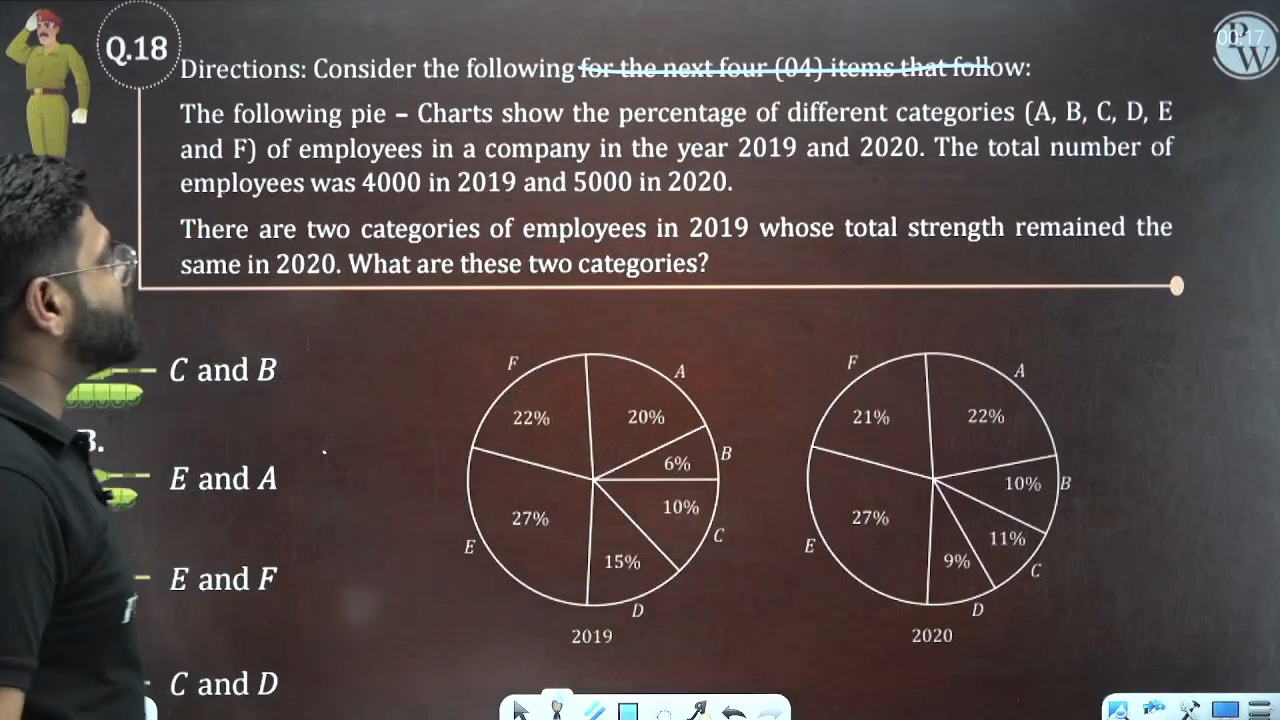 Q.18
Directions: Consider the following for the next four (04) items that follow:
The following pie – Charts show the percentage of different categories (A, B, C, D, E
and F) of employees in a company in the year 2019 and 2020. The total number of
employees was 4000 in 2019 and 5000 in 2020.
There are two categories of employees in 2019 whose total strength remained the
same in 2020. What are these two categories?
C and B
B.
E and A
E and F
C and D
F
A
22%
20%
B
6%
10%
C
27%
E
15%
D
2019
F
A
21%
22%
10%
B
27%
11%
E
9%
C
D
2020
00:17
PW